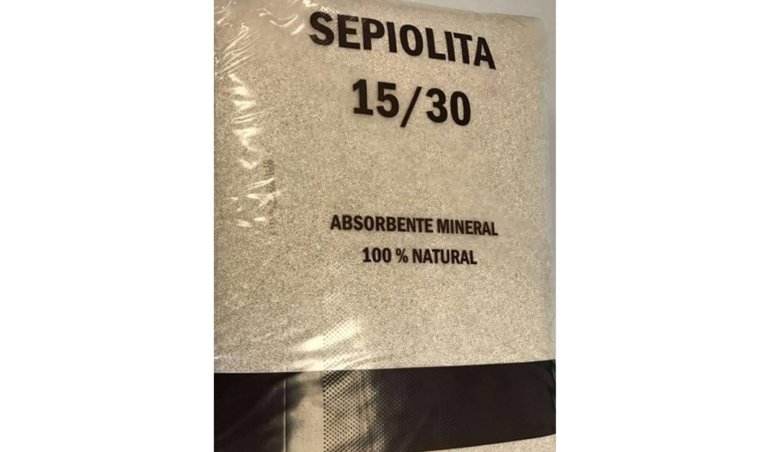 SEPIOLITA
15/30
ABSORBENTE MINERAL
100 % NATURAL